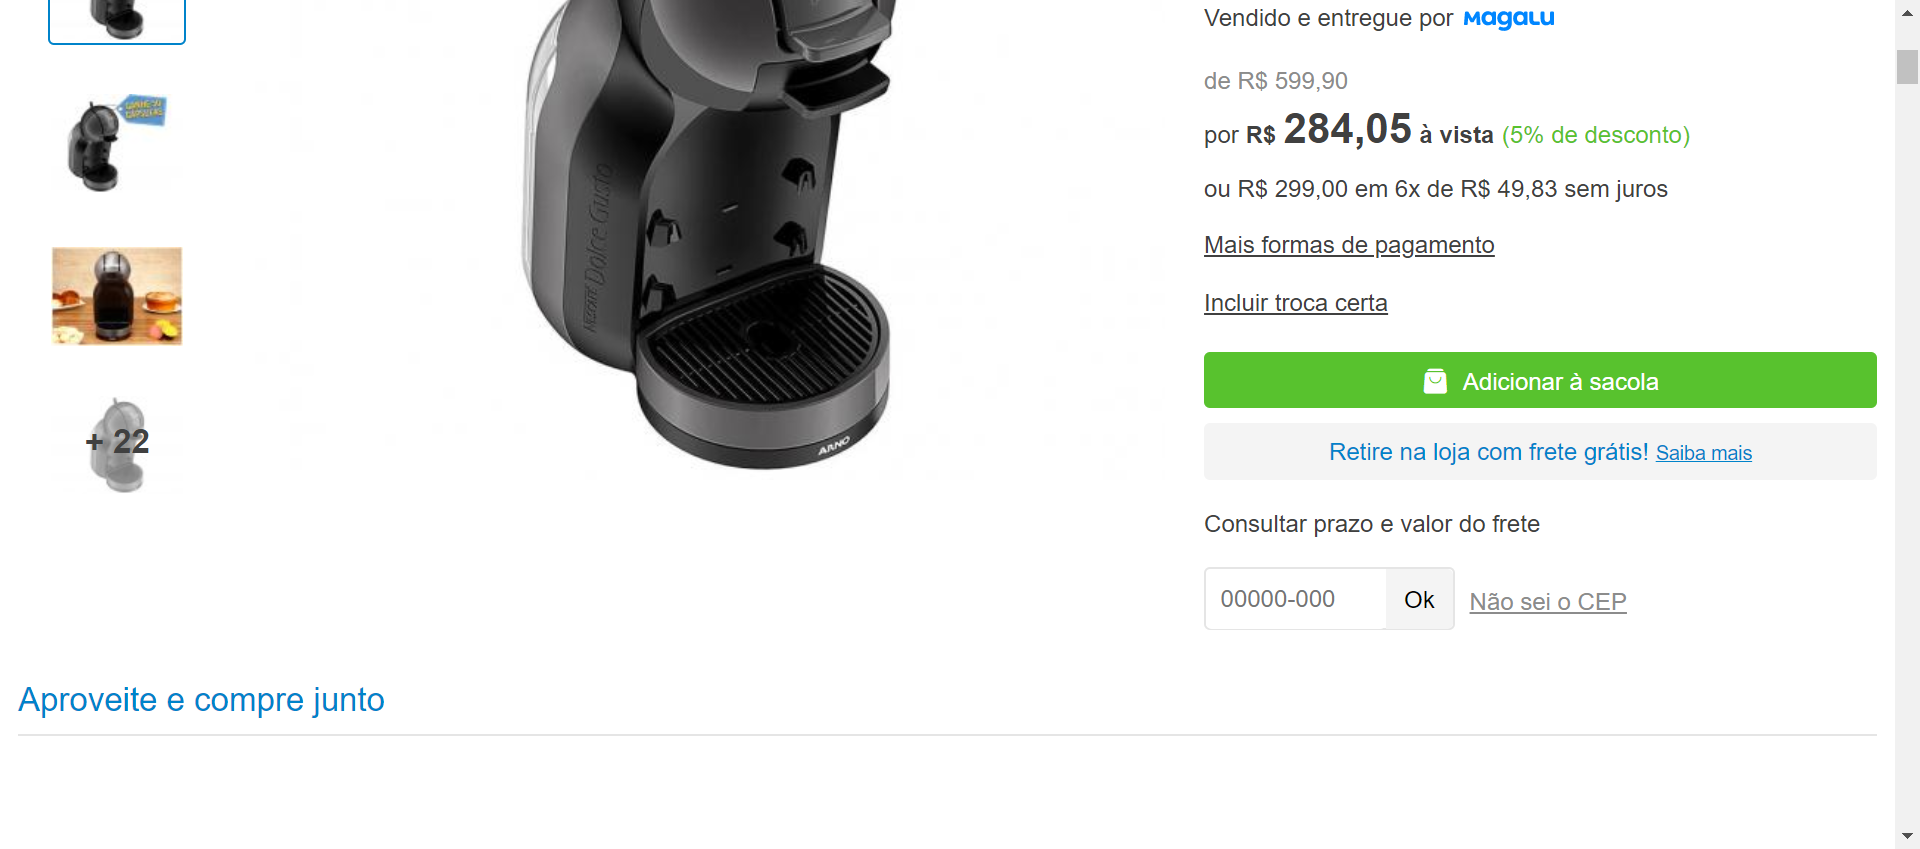 Vendido e entregue por Magalu
de R$ 599,90
por R$ 284,05 à vista (5% de desconto)
ou R$ 299,00 em 6x de R$ 49,83 sem juros
Mais formas de pagamento
Incluir troca certa
Adicionar à sacola
Retire na loja com frete grátis! Saiba mais
Consultar prazo e valor do frete
00000-000 Ok Não sei o CEP
+ 22
NESCAFÉ Dolce Gusto
ARNO
Aproveite e compre junto